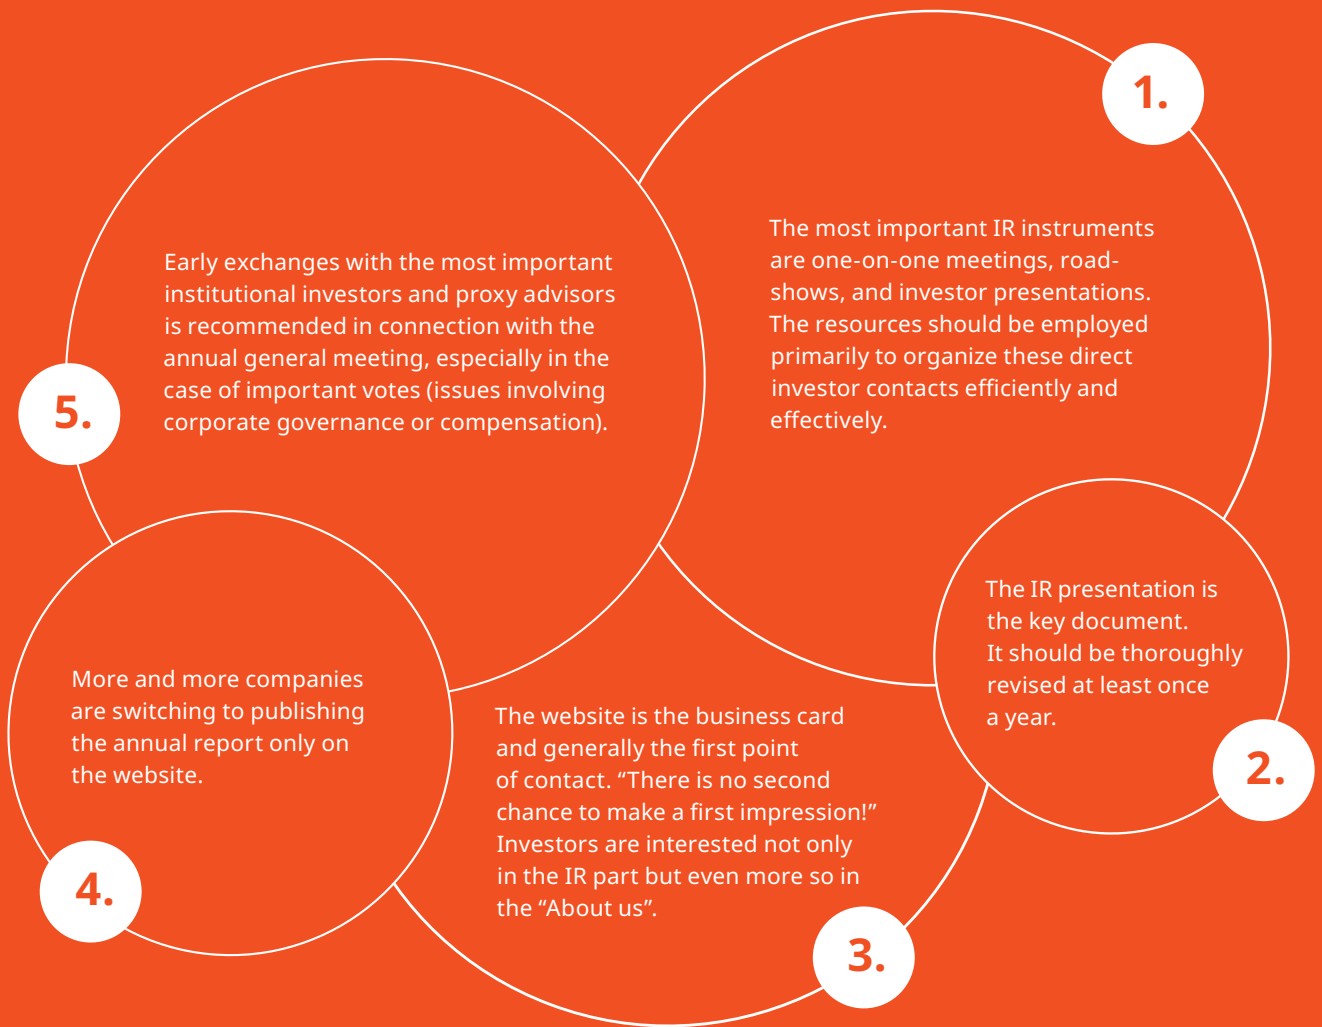 1.
The most important IR instruments
are one-on-one meetings, road-
shows, and investor presentations.
The resources should be employed
primarily to organize these direct
investor contacts efficiently and
effectively.
2.
The IR presentation is
the key document.
It should be thoroughly
revised at least once
a year.
3.
The website is the business card
and generally the first point
of contact. “There is no second
chance to make a first impression!”
Investors are interested not only
in the IR part but even more so in
the “About us”.
4.
More and more companies
are switching to publishing
the annual report only on
the website.
5.
Early exchanges with the most important
institutional investors and proxy advisors
is recommended in connection with the
annual general meeting, especially in the
case of important votes (issues involving
corporate governance or compensation).